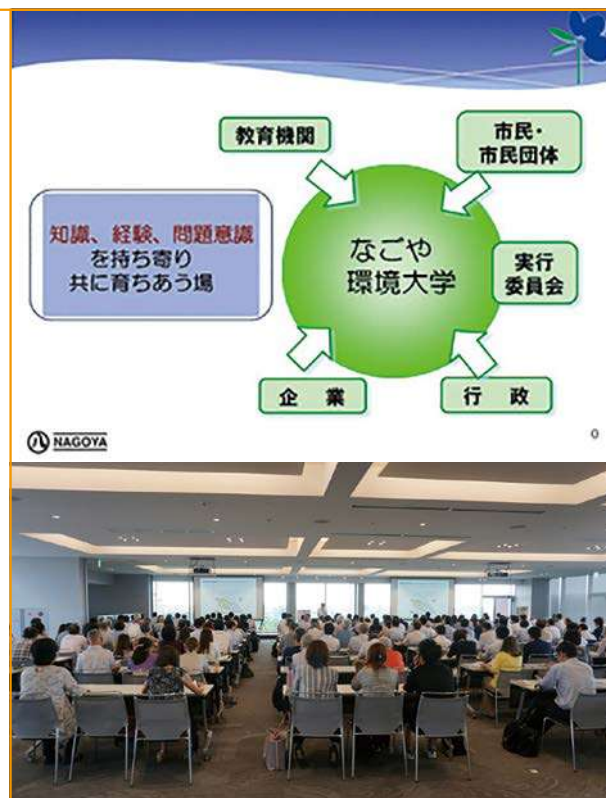 教育機関
市民・
市民団体
知識、経験、問題意識
を持ち寄り
共に育ちあう場
なごや
環境大学
実行
委員会
企 業
行 政
NAGOYA
0